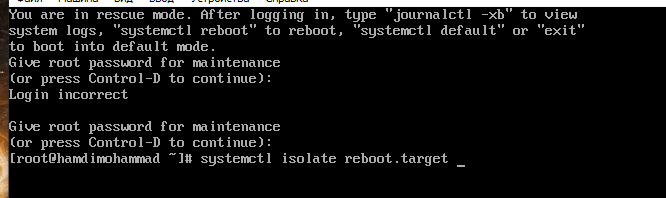 You are in rescue mode. After logging in, type "journalctl -xb" to view
system logs, "systemctl reboot" to reboot, "systemctl default" or "exit"
to boot into default mode.
Give root password for maintenance
(or press Control-D to continue):
Login incorrect
Give root password for maintenance
(or press Control-D to continue):
[root@hamdimohammad ~]# systemctl isolate reboot.target _